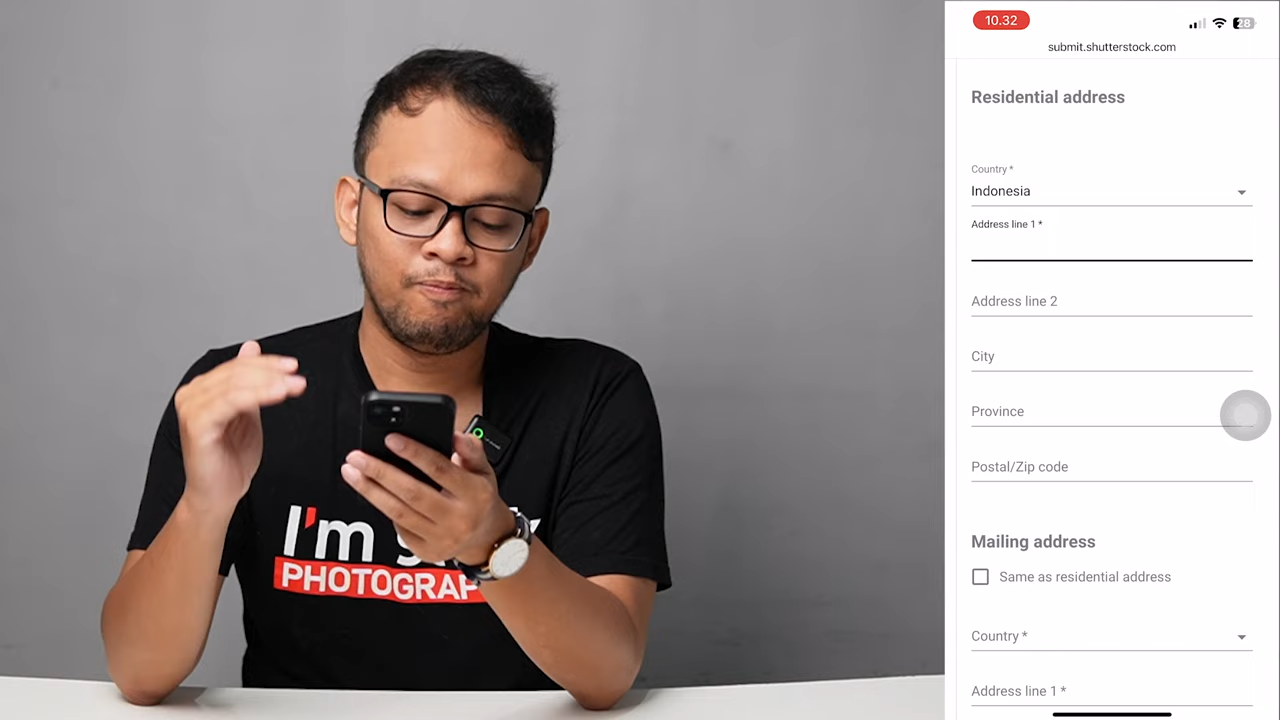 10.32
28
submit.shutterstock.com
Residential address
Country *
Indonesia
Address line 1 *
Address line 2
City
Province
Postal/Zip code
Mailing address
Same as residential address
Country *
Address line 1 *
I'm
PHOTOGRAP